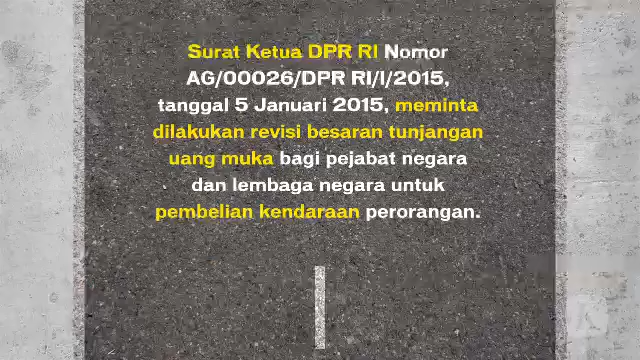 Surat Ketua DPR RI Nomor
AG/00026/DPR RI/I/2015,
tanggal 5 Januari 2015, meminta
dilakukan revisi besaran tunjangan
uang muka bagi pejabat negara
dan lembaga negara untuk
pembelian kendaraan perorangan.